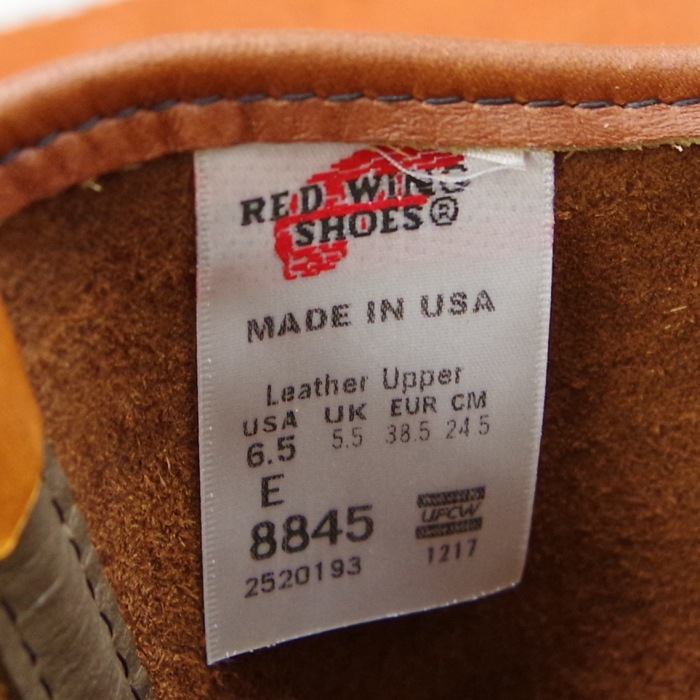 RED WING
SHOES®
MADE IN USA
Leather Upper
USA UK EUR CM
6.5 5.5 38.5 24.5
E
8845
UFCW
2520193
1217